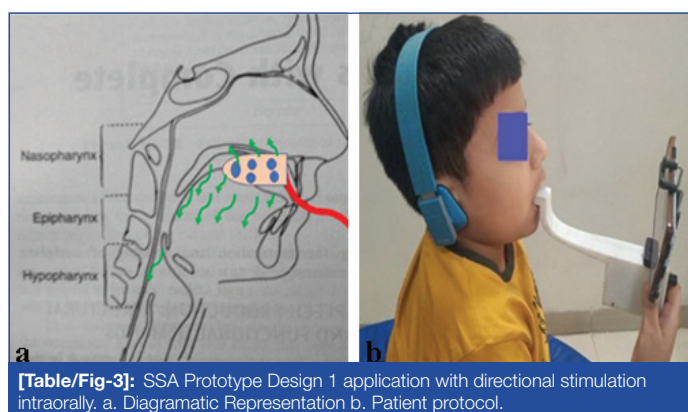 Nasopharynx
Epipharynx
Hypopharynx
a
b
[Table/Fig-3]: SSA Prototype Design 1 application with directional stimulation
intraorally. a. Diagramatic Representation b. Patient protocol.